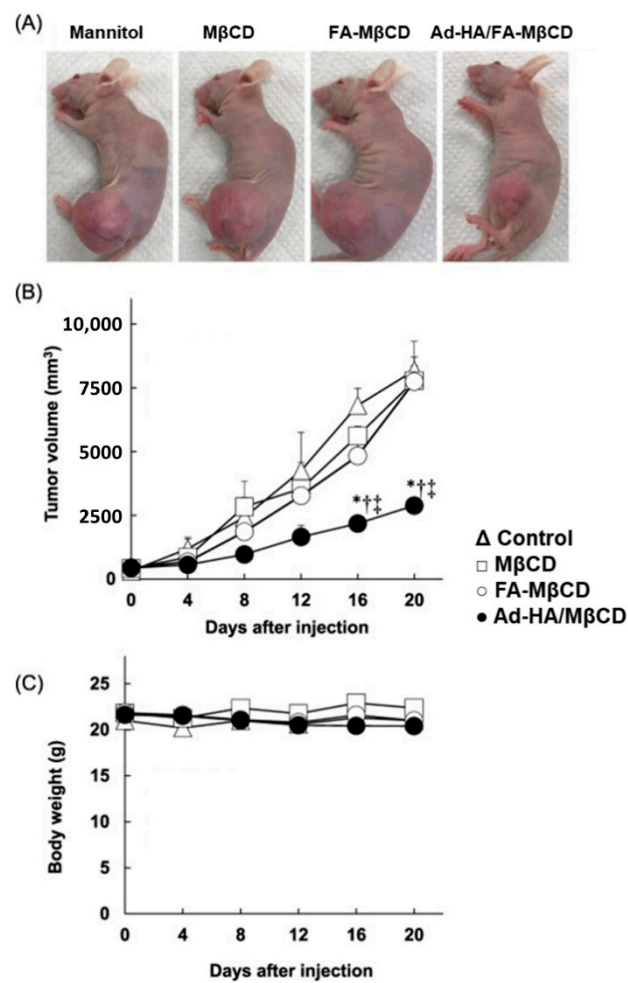 (A)
Mannitol MβCD FA-MβCD Ad-HA/FA-MβCD
(B)
Tumor volume (mm³)
10,000
7500
5000
2500
0
*†‡ *†‡
0 4 8 12 16 20
Days after injection
Δ Control
□ MβCD
○ FA-MβCD
● Ad-HA/MβCD
(C)
Body weight (g)
25
20
15
10
5
0
0 4 8 12 16 20
Days after injection